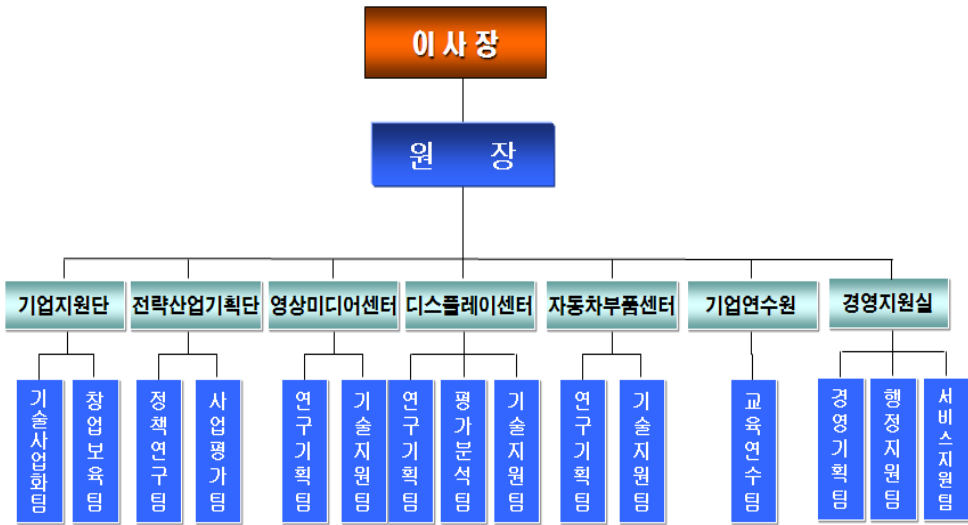 이사장
원 장
기업지원단
전략산업기획단
영상미디어센터
디스플레이센터
자동차부품센터
기업연수원
경영지원실
기술사업화팀
창업보육팀
정책연구팀
사업평가팀
연구기획팀
기술지원팀
연구기획팀
평가분석팀
기술지원팀
연구기획팀
기술지원팀
교육연수팀
경영기획팀
행정지원팀
서비스지원팀